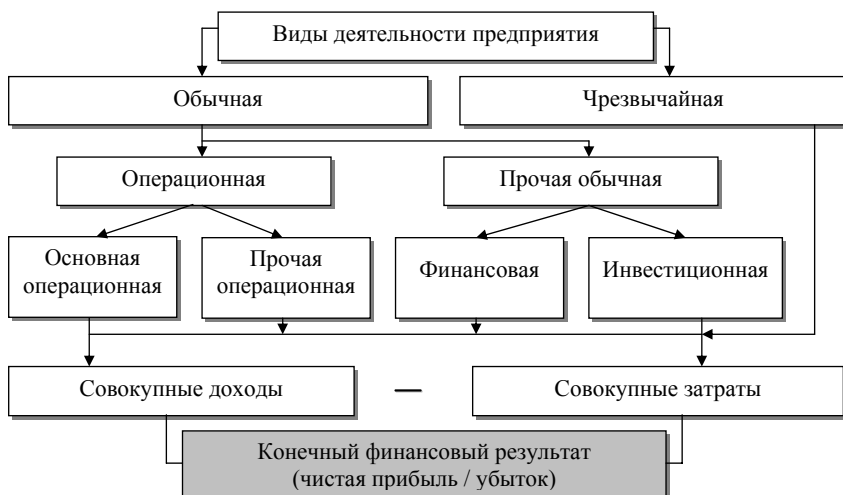 Виды деятельности предприятия
Обычная
Чрезвычайная
Операционная
Прочая обычная
Основная
операционная
Прочая
операционная
Финансовая
Инвестиционная
Совокупные доходы
—
Совокупные затраты
Конечный финансовый результат
(чистая прибыль / убыток)